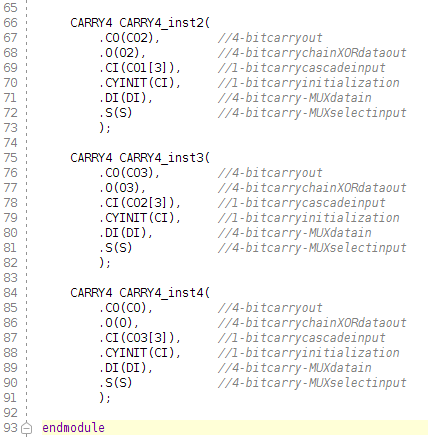 65
66 CARRY4 CARRY4_inst2(
67 .CO(CO2), //4-bitcarryout
68 .O(O2), //4-bitcarrychainXORdataout
69 .CI(CO1[3]), //1-bitcarrycascadeinput
70 .CYINIT(CI), //1-bitcarryinitialization
71 .DI(DI), //4-bitcarry-MUXdatain
72 .S(S) //4-bitcarry-MUXselectinput
73 );
74
75 CARRY4 CARRY4_inst3(
76 .CO(CO3), //4-bitcarryout
77 .O(O3), //4-bitcarrychainXORdataout
78 .CI(CO2[3]), //1-bitcarrycascadeinput
79 .CYINIT(CI), //1-bitcarryinitialization
80 .DI(DI), //4-bitcarry-MUXdatain
81 .S(S) //4-bitcarry-MUXselectinput
82 );
83
84 CARRY4 CARRY4_inst4(
85 .CO(CO), //4-bitcarryout
86 .O(O), //4-bitcarrychainXORdataout
87 .CI(CO3[3]), //1-bitcarrycascadeinput
88 .CYINIT(CI), //1-bitcarryinitialization
89 .DI(DI), //4-bitcarry-MUXdatain
90 .S(S) //4-bitcarry-MUXselectinput
91 );
92
93 endmodule